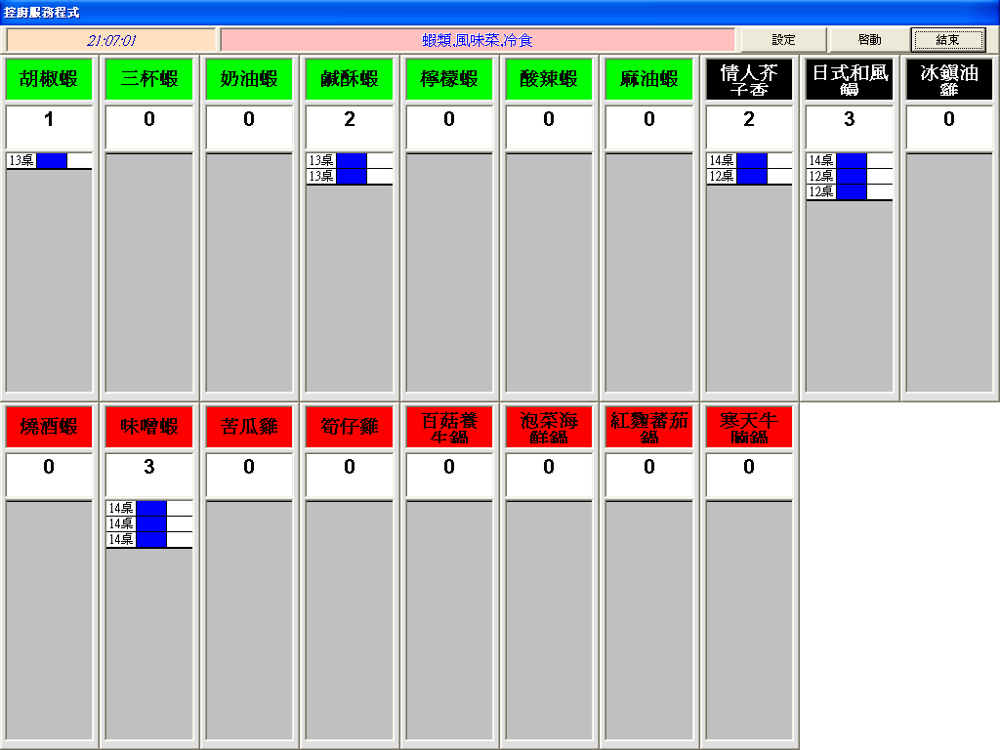 控廚服務程式
21:07:01
蝦類,風味菜,冷食
設定
啓動
結束
胡椒蝦
三杯蝦
奶油蝦
鹹酥蝦
檸檬蝦
酸辣蝦
麻油蝦
情人芥
子香
日式和風
鰻
冰鎮油
雞
1
0
0
2
0
0
0
2
3
0
13桌
13桌
14桌
14桌
13桌
12桌
12桌
12桌
燒酒蝦
味噌蝦
苦瓜雞
筍仔雞
百菇養
生鍋
泡菜海
鮮鍋
紅麴蕃茄
鍋
寒天牛
腩鍋
0
3
0
0
0
0
0
0
14桌
14桌
14桌